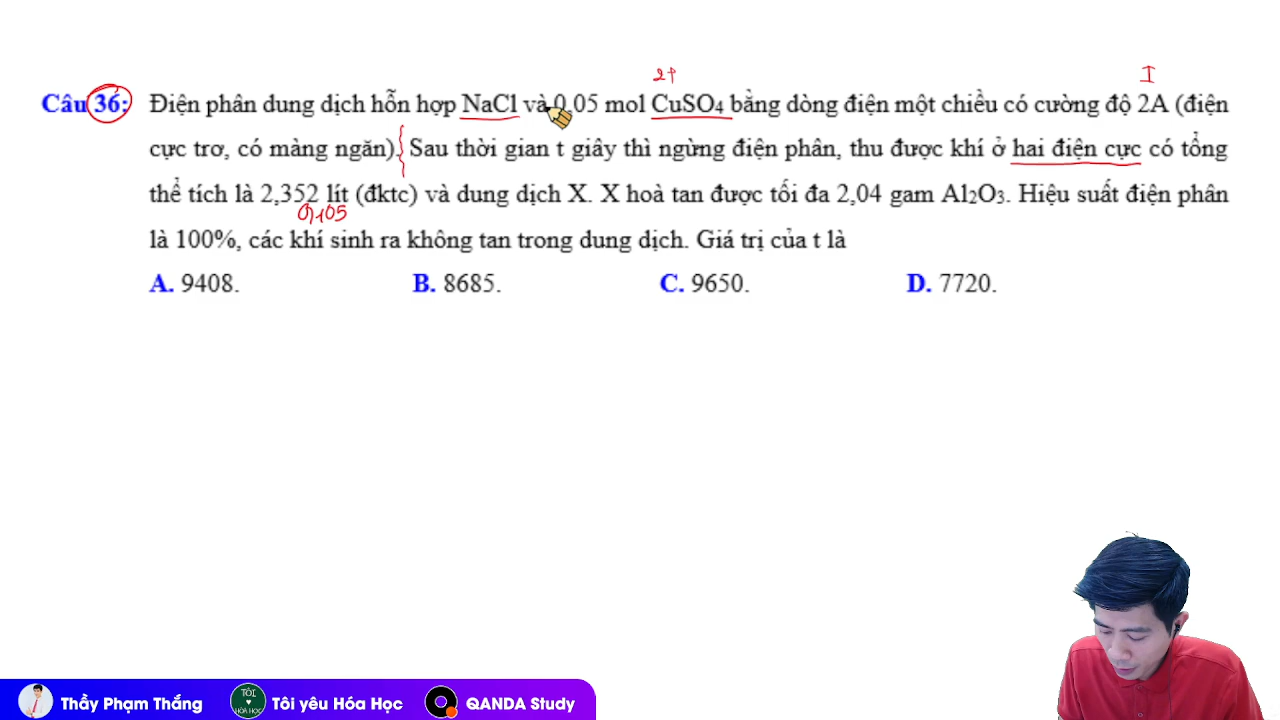 2+ I
Câu 36: Điện phân dung dịch hỗn hợp NaCl và 0,05 mol CuSO₄ bằng dòng điện một chiều có cường độ 2A (điện
cực trơ, có màng ngăn). Sau thời gian t giây thì ngừng điện phân, thu được khí ở hai điện cực có tổng
thể tích là 2,352 lít (đktc) và dung dịch X. X hoà tan được tối đa 2,04 gam Al₂O₃. Hiệu suất điện phân
0,105
là 100%, các khí sinh ra không tan trong dung dịch. Giá trị của t là
A. 9408. B. 8685. C. 9650. D. 7720.
Thầy Phạm Thắng TÔI ♥ HÓA HỌC Tôi yêu Hóa Học QANDA Study